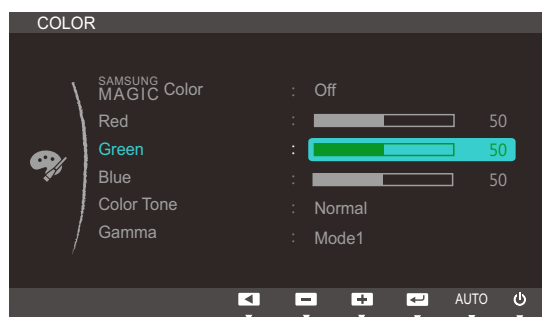 COLOR
SAMSUNG MAGIC Color : Off
Red : 50
Green : 50
Blue : 50
Color Tone : Normal
Gamma : Mode1
AUTO